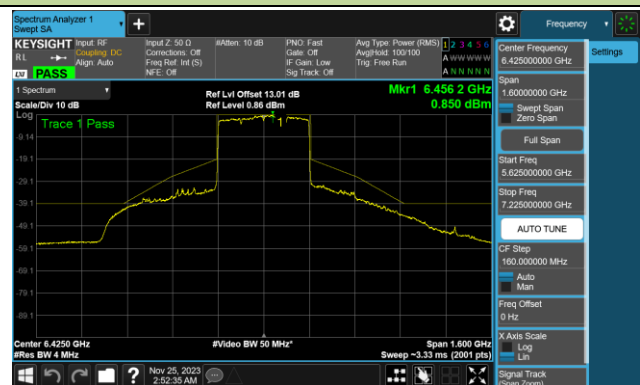 Spectrum Analyzer 1
Swept SA
Frequency
KEYSIGHT
Input: RF
Coupling: DC
Align: Auto
Input Z: 50 Ω
Corrections: Off
Freq Ref: Int (S)
NFE: Off
#Atten: 10 dB
PNO: Fast
Gate: Off
IF Gain: Low
Sig Track: Off
Avg Type: Power (RMS)
Avg|Hold: 100/100
Trig: Free Run
1 2 3 4 5 6
A W W W W W
A N N N N N
R L
LXI PASS
1 Spectrum
Scale/Div 10 dB
Ref Lvl Offset 13.01 dB
Ref Level 0.86 dBm
Mkr1 6.456 2 GHz
0.850 dBm
Log
Trace 1 Pass
1
-9.14
-19.1
-29.1
-39.1
-49.1
-59.1
-69.1
-79.1
-89.1
Center 6.4250 GHz
#Res BW 4 MHz
#Video BW 50 MHz*
Span 1.600 GHz
Sweep ~3.33 ms (2001 pts)
Nov 25, 2023
2:52:35 AM
Center Frequency
6.425000000 GHz
Settings
Span
1.60000000 GHz
Swept Span
Zero Span
Full Span
Start Freq
5.625000000 GHz
Stop Freq
7.225000000 GHz
AUTO TUNE
CF Step
160.000000 MHz
Auto
Man
Freq Offset
0 Hz
X Axis Scale
Log
Lin
Signal Track
(Span Zoom)